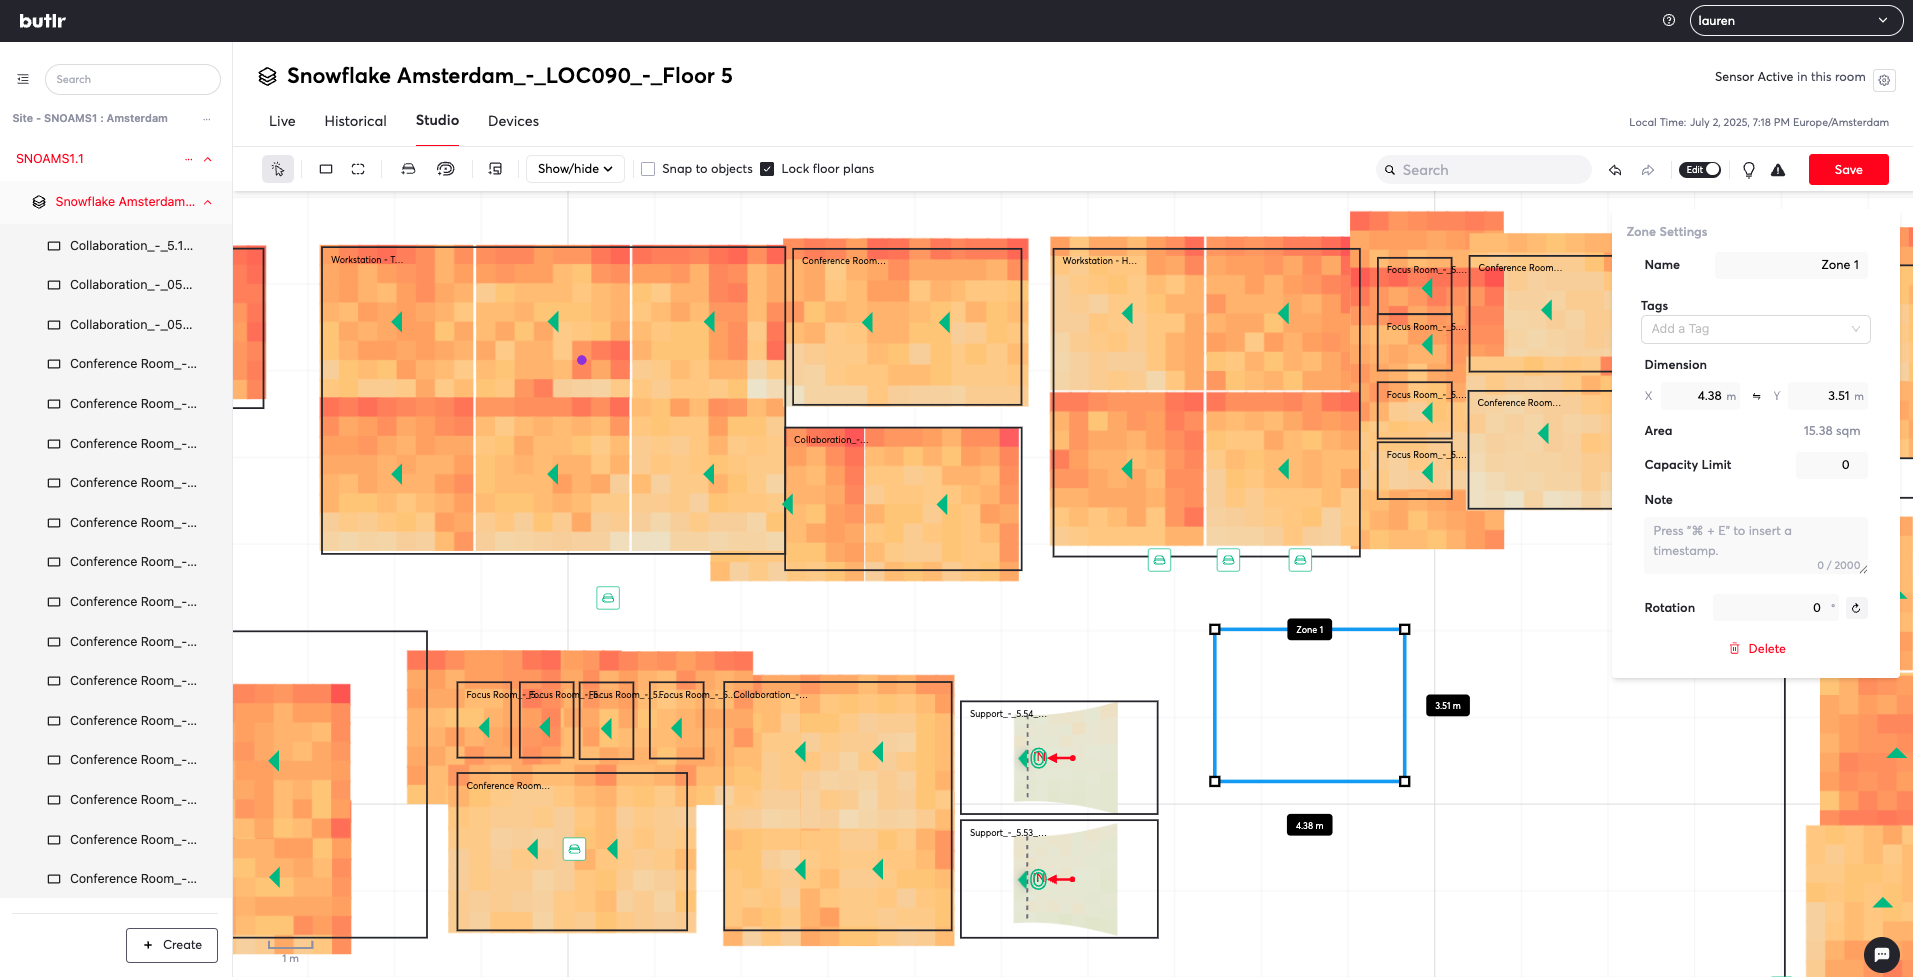 butlr
lauren
Search
Site - SNOAMS1 : Amsterdam
SNOAMS1.1
Snowflake Amsterdam...
Collaboration_-_5.1...
Collaboration_-_05...
Collaboration_-_05...
Conference Room_-...
Conference Room_-...
Conference Room_-...
Conference Room_-...
Conference Room_-...
Conference Room_-...
Conference Room_-...
Conference Room_-...
Conference Room_-...
Conference Room_-...
Conference Room_-...
Conference Room_-...
Conference Room_-...
Conference Room_-...
+ Create
Snowflake Amsterdam_-_LOC090_-_Floor 5
Sensor Active in this room
Live
Historical
Studio
Devices
Local Time: July 2, 2025, 7:18 PM Europe/Amsterdam
Show/hide
Snap to objects
Lock floor plans
Search
Edit
Save
Workstation - T...
Conference Room...
Collaboration_-...
Workstation - H...
Focus Room_-_5....
Focus Room_-_5....
Focus Room_-_5....
Focus Room_-_5....
Conference Room...
Conference Room...
Focus Room_-_5...
Focus Room_-_5...
Focus Room_-_5...
Focus Room_-_5...
Collaboration_-...
Conference Room...
Support_-_5.54_...
Support_-_5.53_...
Zone 1
3.51 m
4.38 m
1 m
Zone Settings
Name
Zone 1
Tags
Add a Tag
Dimension
X 4.38 m
Y 3.51 m
Area
15.38 sqm
Capacity Limit
0
Note
Press "⌘ + E" to insert a
timestamp.
0 / 2000
Rotation
0 °
Delete